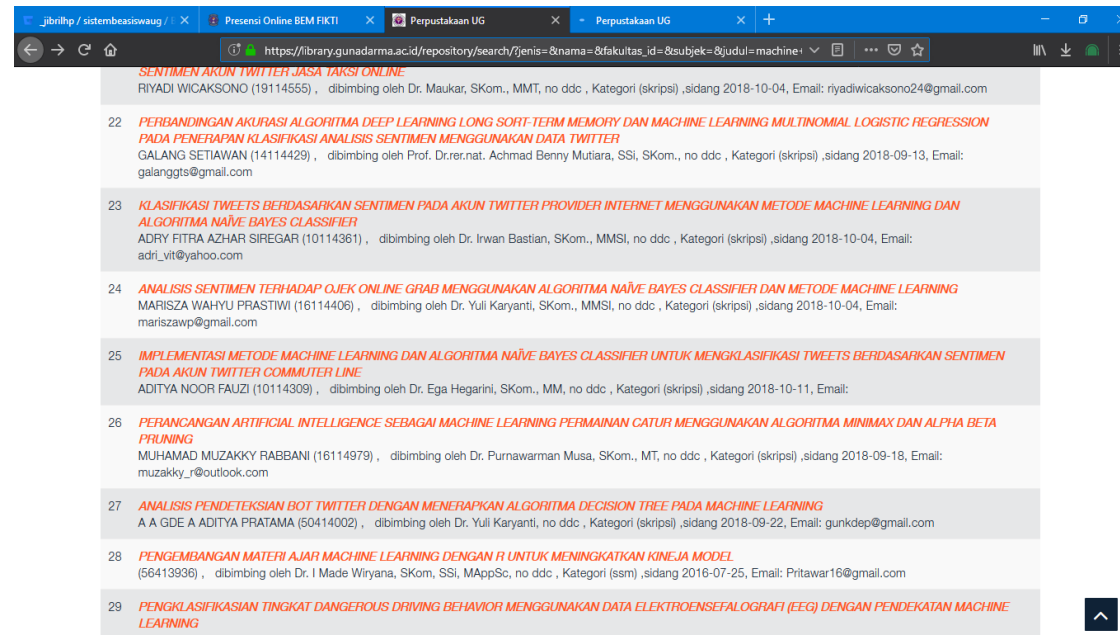 _jibrilhp / sistembeasiswaug /
Presensi Online BEM FIKTI
Perpustakaan UG
Perpustakaan UG
https://library.gunadarma.ac.id/repository/search/?jenis=&nama=&fakultas_id=&subjek=&judul=machine+
SENTIMEN AKUN TWITTER JASA TAKSI ONLINE
RIYADI WICAKSONO (19114555) , dibimbing oleh Dr. Maukar, SKom., MMT, no ddc , Kategori (skripsi) ,sidang 2018-10-04, Email: riyadiwicaksono24@gmail.com
22 PERBANDINGAN AKURASI ALGORITMA DEEP LEARNING LONG SORT-TERM MEMORY DAN MACHINE LEARNING MULTINOMIAL LOGISTIC REGRESSION
PADA PENERAPAN KLASIFIKASI ANALISIS SENTIMEN MENGGUNAKAN DATA TWITTER
GALANG SETIAWAN (14114429) , dibimbing oleh Prof. Dr.rer.nat. Achmad Benny Mutiara, SSi, SKom., no ddc , Kategori (skripsi) ,sidang 2018-09-13, Email:
galanggts@gmail.com
23 KLASIFIKASI TWEETS BERDASARKAN SENTIMEN PADA AKUN TWITTER PROVIDER INTERNET MENGGUNAKAN METODE MACHINE LEARNING DAN
ALGORITMA NAÏVE BAYES CLASSIFIER
ADRY FITRA AZHAR SIREGAR (10114361) , dibimbing oleh Dr. Irwan Bastian, SKom., MMSI, no ddc , Kategori (skripsi) ,sidang 2018-10-04, Email:
adri_vit@yahoo.com
24 ANALISIS SENTIMEN TERHADAP OJEK ONLINE GRAB MENGGUNAKAN ALGORITMA NAÏVE BAYES CLASSIFIER DAN METODE MACHINE LEARNING
MARISZA WAHYU PRASTIWI (16114406) , dibimbing oleh Dr. Yuli Karyanti, SKom., MMSI, no ddc , Kategori (skripsi) ,sidang 2018-10-04, Email:
mariszawp@gmail.com
25 IMPLEMENTASI METODE MACHINE LEARNING DAN ALGORITMA NAÏVE BAYES CLASSIFIER UNTUK MENGKLASIFIKASI TWEETS BERDASARKAN SENTIMEN
PADA AKUN TWITTER COMMUTER LINE
ADITYA NOOR FAUZI (10114309) , dibimbing oleh Dr. Ega Hegarini, SKom., MM, no ddc , Kategori (skripsi) ,sidang 2018-10-11, Email:
26 PERANCANGAN ARTIFICIAL INTELLIGENCE SEBAGAI MACHINE LEARNING PERMAINAN CATUR MENGGUNAKAN ALGORITMA MINIMAX DAN ALPHA BETA
PRUNING
MUHAMAD MUZAKKY RABBANI (16114979) , dibimbing oleh Dr. Purnawarman Musa, SKom., MT, no ddc , Kategori (skripsi) ,sidang 2018-09-18, Email:
muzakky_r@outlook.com
27 ANALISIS PENDETEKSIAN BOT TWITTER DENGAN MENERAPKAN ALGORITMA DECISION TREE PADA MACHINE LEARNING
A A GDE A ADITYA PRATAMA (50414002) , dibimbing oleh Dr. Yuli Karyanti, no ddc , Kategori (skripsi) ,sidang 2018-09-22, Email: gunkdep@gmail.com
28 PENGEMBANGAN MATERI AJAR MACHINE LEARNING DENGAN R UNTUK MENINGKATKAN KINEJA MODEL
(56413936) , dibimbing oleh Dr. I Made Wiryana, SKom, SSi, MAppSc, no ddc , Kategori (ssm) ,sidang 2016-07-25, Email: Pritawar16@gmail.com
29 PENGKLASIFIKASIAN TINGKAT DANGEROUS DRIVING BEHAVIOR MENGGUNAKAN DATA ELEKTROENSEFALOGRAFI (EEG) DENGAN PENDEKATAN MACHINE
LEARNING